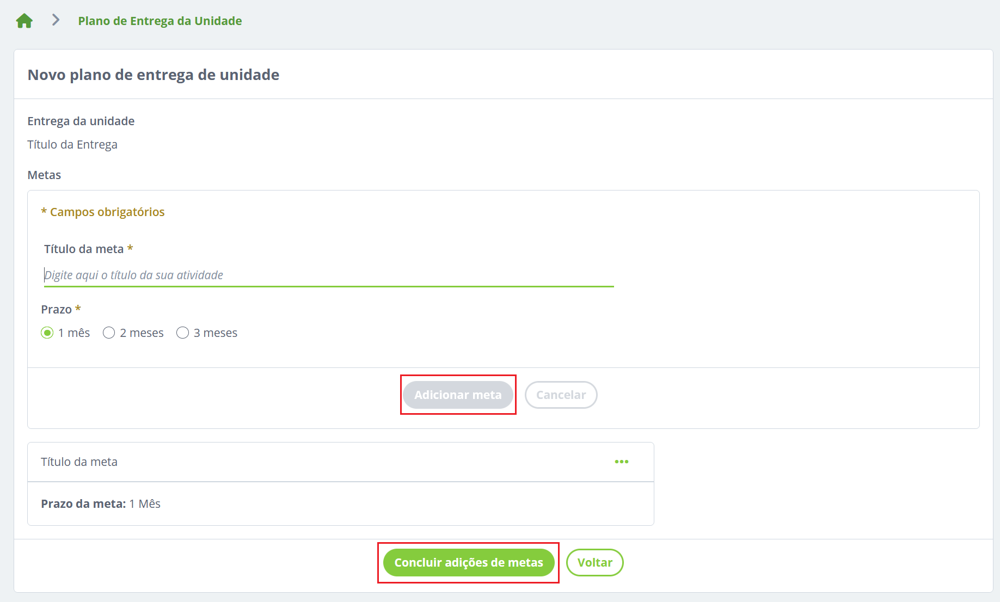 Plano de Entrega da Unidade
Novo plano de entrega de unidade
Entrega da unidade
Título da Entrega
Metas
* Campos obrigatórios
Título da meta *
Digite aqui o título da sua atividade
Prazo *
1 mês 2 meses 3 meses
Adicionar meta Cancelar
Título da meta
Prazo da meta: 1 Mês
Concluir adições de metas Voltar